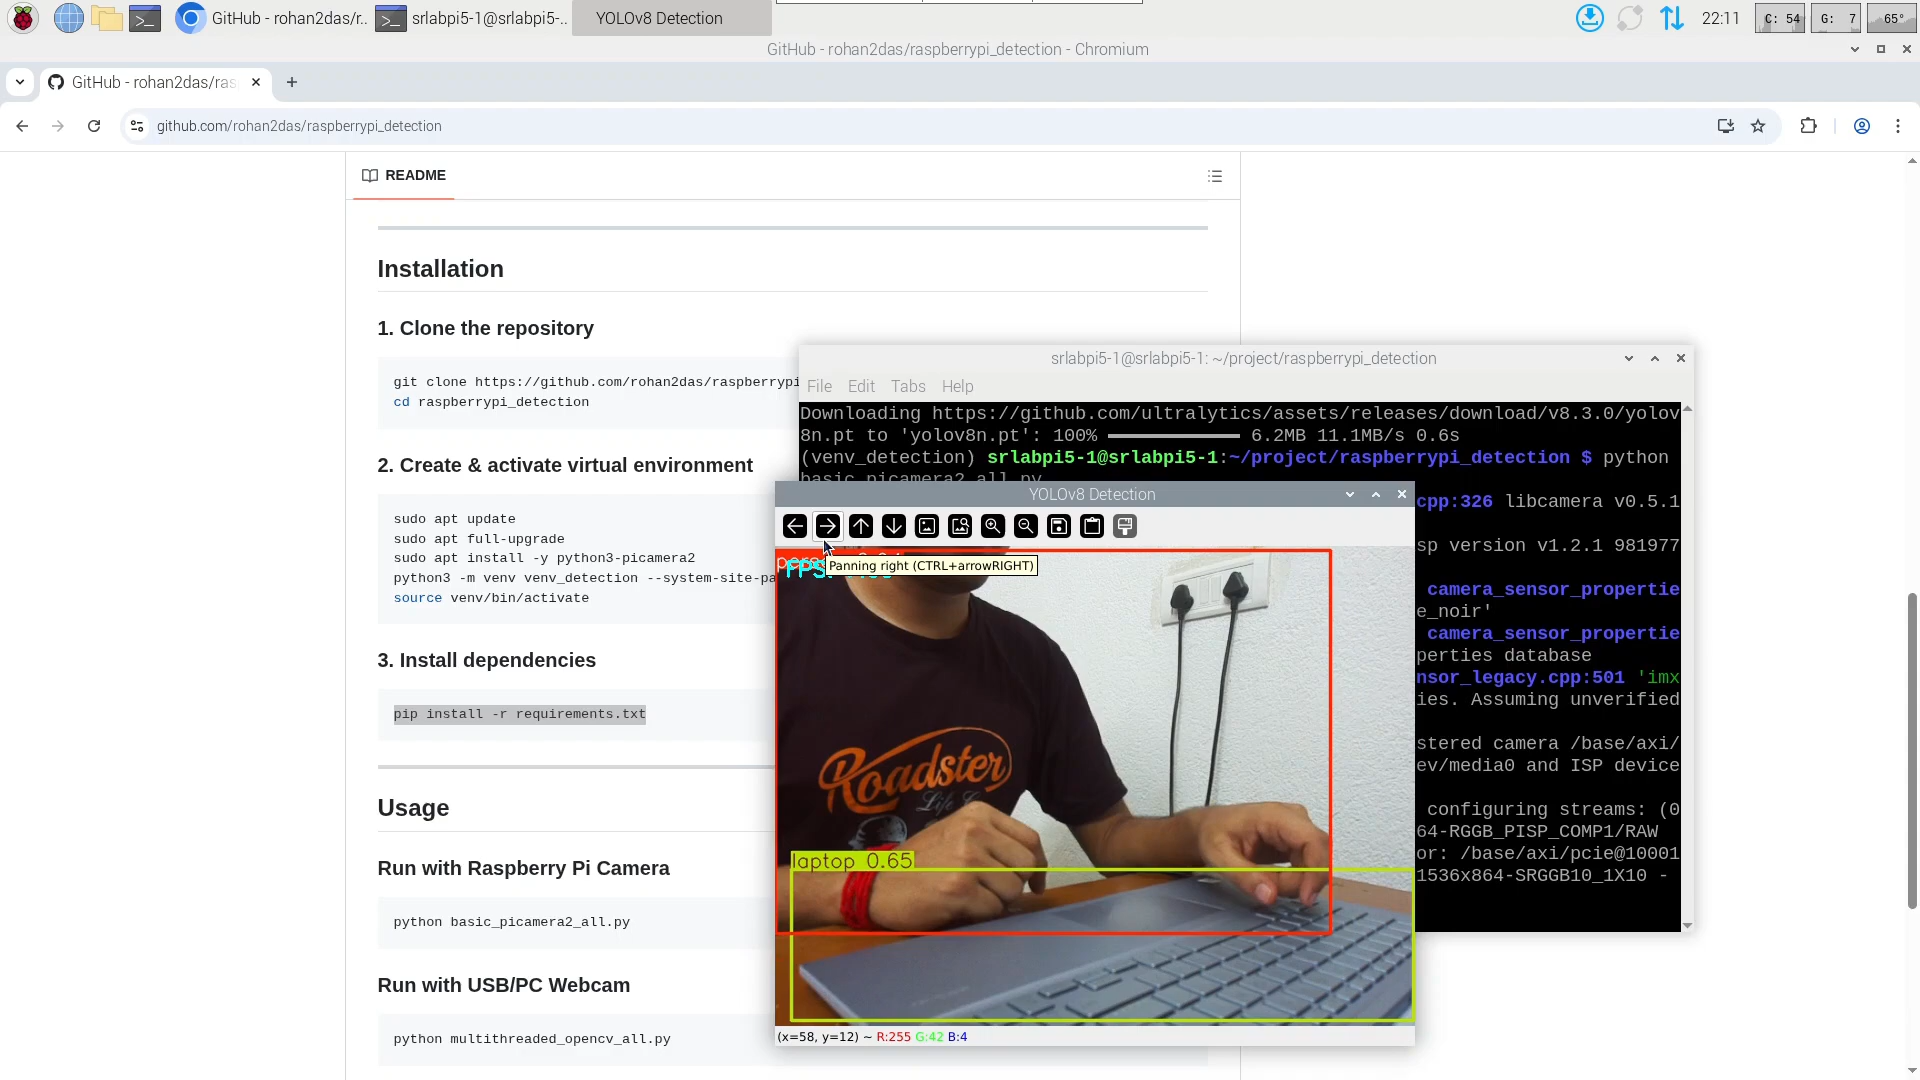 GitHub - rohan2das/r..
srlabpi5-1@srlabpi5-..
YOLOv8 Detection
22:11
C: 54
G: 7
65°
GitHub - rohan2das/raspberrypi_detection - Chromium
GitHub - rohan2das/ras
github.com/rohan2das/raspberrypi_detection
README
Installation
1. Clone the repository
git clone https://github.com/rohan2das/raspberrypi
cd raspberrypi_detection
2. Create & activate virtual environment
sudo apt update
sudo apt full-upgrade
sudo apt install -y python3-picamera2
python3 -m venv venv_detection --system-site-pa
source venv/bin/activate
3. Install dependencies
pip install -r requirements.txt
Usage
Run with Raspberry Pi Camera
python basic_picamera2_all.py
Run with USB/PC Webcam
python multithreaded_opencv_all.py
srlabpi5-1@srlabpi5-1: ~/project/raspberrypi_detection
File Edit Tabs Help
Downloading https://github.com/ultralytics/assets/releases/download/v8.3.0/yolov
8n.pt to 'yolov8n.pt': 100% 6.2MB 11.1MB/s 0.6s
(venv_detection) srlabpi5-1@srlabpi5-1:~/project/raspberrypi_detection $ python
basic_picamera2_all.py
cpp:326 libcamera v0.5.1
sp version v1.2.1 981977
camera_sensor_propertie
e_noir'
camera_sensor_propertie
perties database
nsor_legacy.cpp:501 'imx
ies. Assuming unverified
stered camera /base/axi/
ev/media0 and ISP device
configuring streams: (0
64-RGGB_PISP_COMP1/RAW
or: /base/axi/pcie@10001
1536x864-SRGGB10_1X10 -
YOLOv8 Detection
FPS:
Panning right (CTRL+arrowRIGHT)
Roadster
laptop 0.65
(x=58, y=12) ~ R:255 G:42 B:4